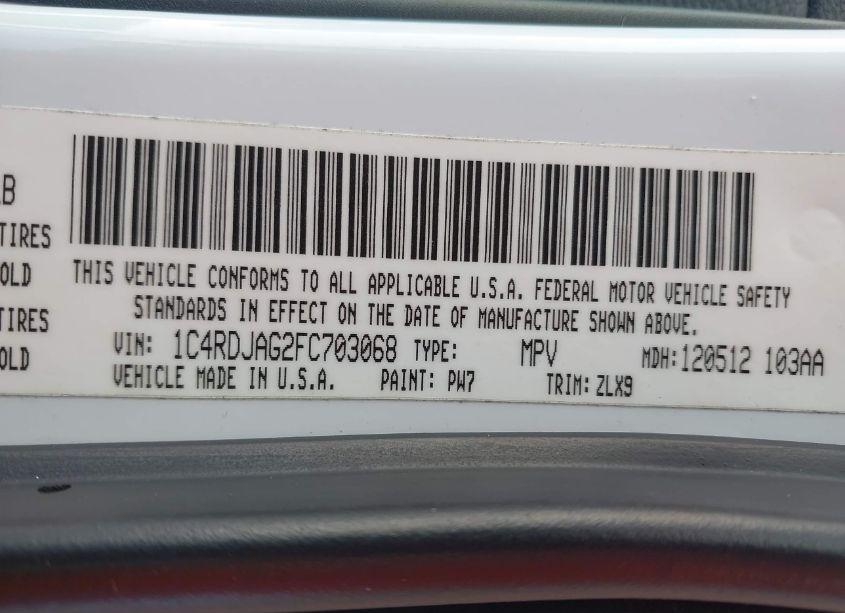 B
TIRES
OLD
TIRES
OLD
THIS VEHICLE CONFORMS TO ALL APPLICABLE U.S.A. FEDERAL MOTOR VEHICLE SAFETY
STANDARDS IN EFFECT ON THE DATE OF MANUFACTURE SHOWN ABOVE.
VIN: 1C4RDJAG2FC703068 TYPE: MPV MDH:120512 103AA
VEHICLE MADE IN U.S.A. PAINT: PW7 TRIM: ZLX9